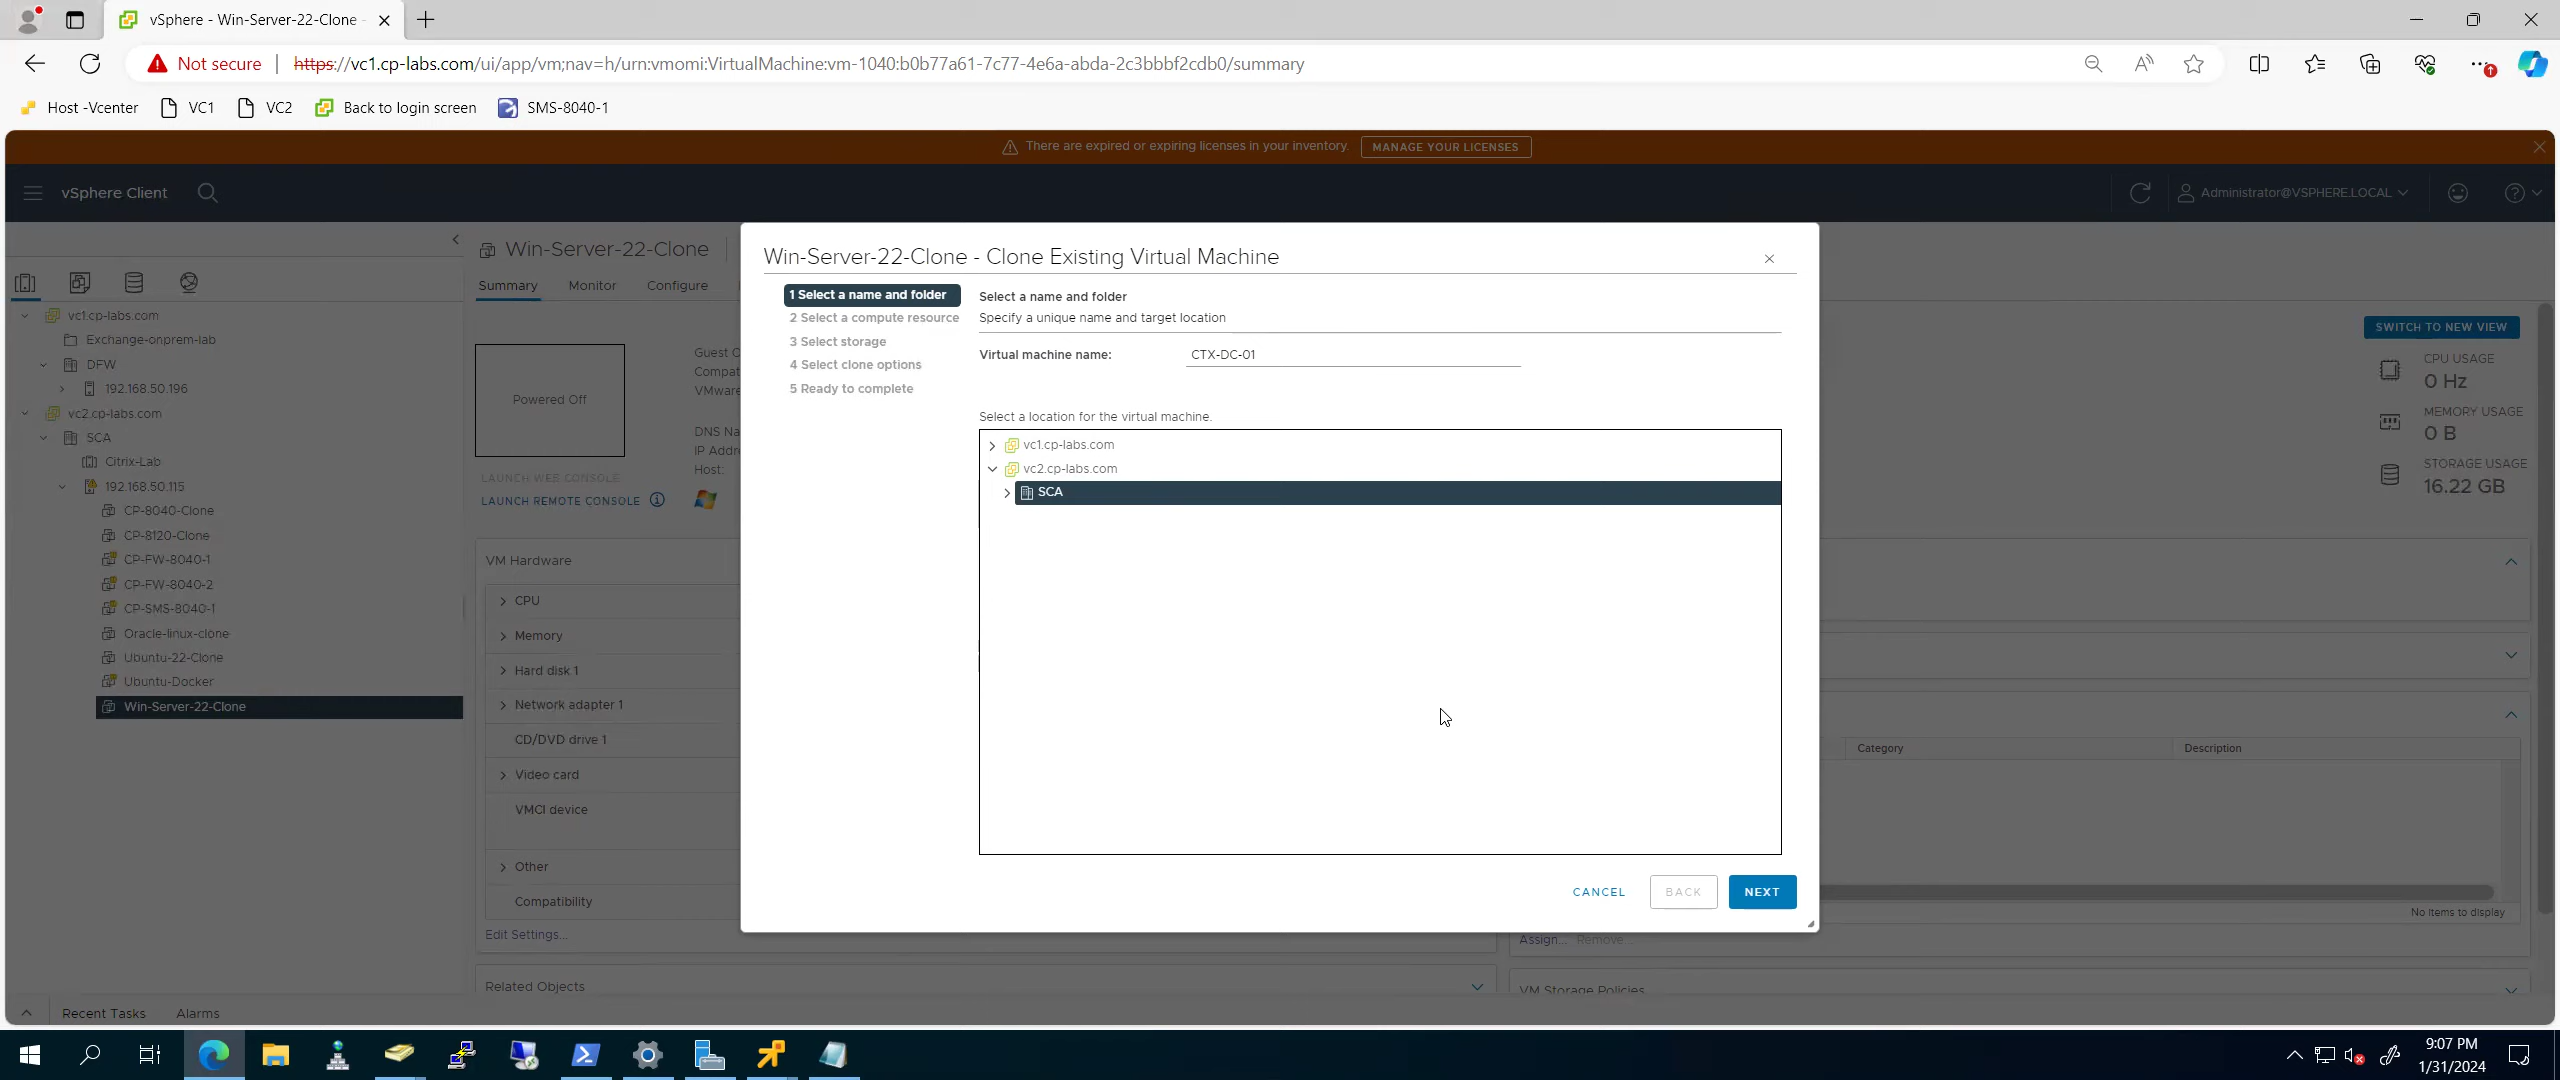 vSphere - Win-Server-22-Clone -
Not secure
https://vc1.cp-labs.com/ui/app/vm;nav=h/urn:vmomi:VirtualMachine:vm-1040:b0b77a61-7c77-4e6a-abda-2c3bbbf2cdb0/summary
Host -Vcenter
VC1
VC2
Back to login screen
SMS-8040-1
There are expired or expiring licenses in your inventory.
MANAGE YOUR LICENSES
vSphere Client
Administrator@VSPHERE.LOCAL
Win-Server-22-Clone
Summary
Monitor
Configure
vc1.cp-labs.com
Exchange-onprem-lab
DFW
192.168.50.196
vc2.cp-labs.com
SCA
Citrix-Lab
192.168.50.115
CP-8040-Clone
CP-8120-Clone
CP-FW-8040-1
CP-FW-8040-2
CP-SMS-8040-1
Oracle-linux-clone
Ubuntu-22-Clone
Ubuntu-Docker
Win-Server-22-Clone
Powered Off
Guest O
Compat
VMware
DNS Na
IP Addre
Host:
LAUNCH WEB CONSOLE
LAUNCH REMOTE CONSOLE
VM Hardware
CPU
Memory
Hard disk 1
Network adapter 1
CD/DVD drive 1
Video card
VMCI device
Other
Compatibility
Edit Settings...
Related Objects
Win-Server-22-Clone - Clone Existing Virtual Machine
1 Select a name and folder
2 Select a compute resource
3 Select storage
4 Select clone options
5 Ready to complete
Select a name and folder
Specify a unique name and target location
Virtual machine name:
CTX-DC-01
Select a location for the virtual machine.
vc1.cp-labs.com
vc2.cp-labs.com
SCA
CANCEL
BACK
NEXT
SWITCH TO NEW VIEW
CPU USAGE
0 Hz
MEMORY USAGE
0 B
STORAGE USAGE
16.22 GB
Category
Description
No items to display
Assign...
Remove...
VM Storage Policies
Recent Tasks
Alarms
9:07 PM
1/31/2024